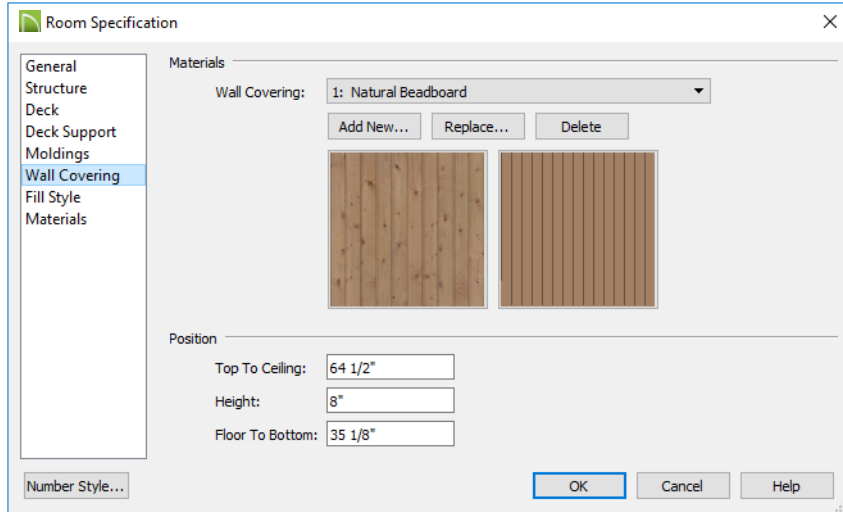 Room Specification
General
Structure
Deck
Deck Support
Moldings
Wall Covering
Fill Style
Materials
Materials
Wall Covering: 1: Natural Beadboard
Add New... Replace... Delete
Position
Top To Ceiling: 64 1/2"
Height: 8"
Floor To Bottom: 35 1/8"
Number Style... OK Cancel Help